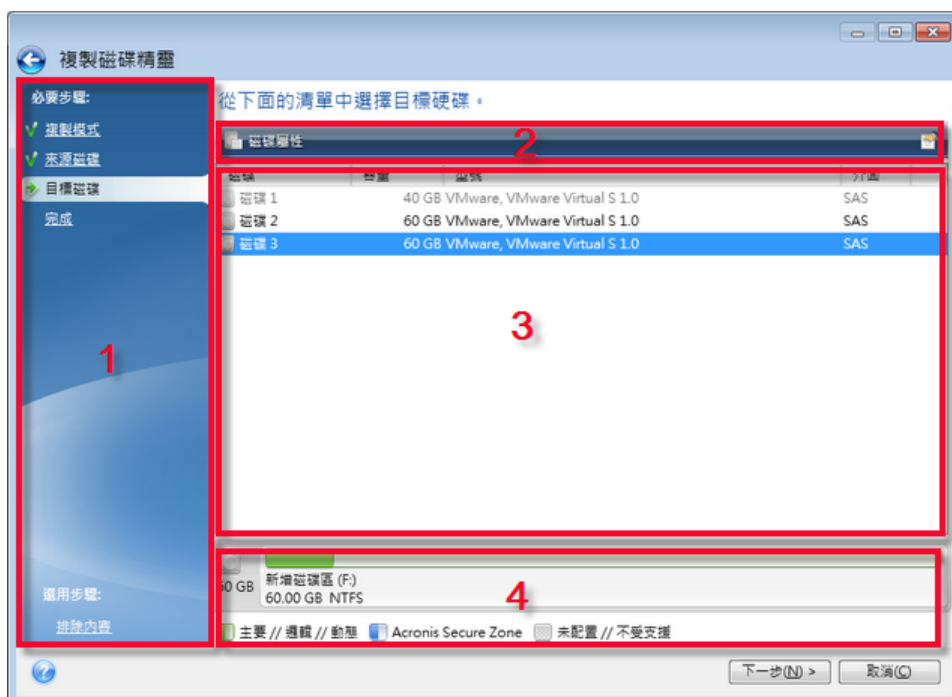 複製磁碟精靈
必要步驟:
複製模式
來源磁碟
目標磁碟
完成
1
選用步驟:
排除內容
從下面的清單中選擇目標硬碟。
磁碟屬性
2
磁碟 容量 型號 介面
磁碟 1 40 GB VMware, VMware Virtual S 1.0 SAS
磁碟 2 60 GB VMware, VMware Virtual S 1.0 SAS
磁碟 3 60 GB VMware, VMware Virtual S 1.0 SAS
3
60 GB
新增磁碟區 (F:)
60.00 GB NTFS
4
主要 // 邏輯 // 動態 Acronis Secure Zone 未配置 // 不受支援
下一步(N) > 取消(C)